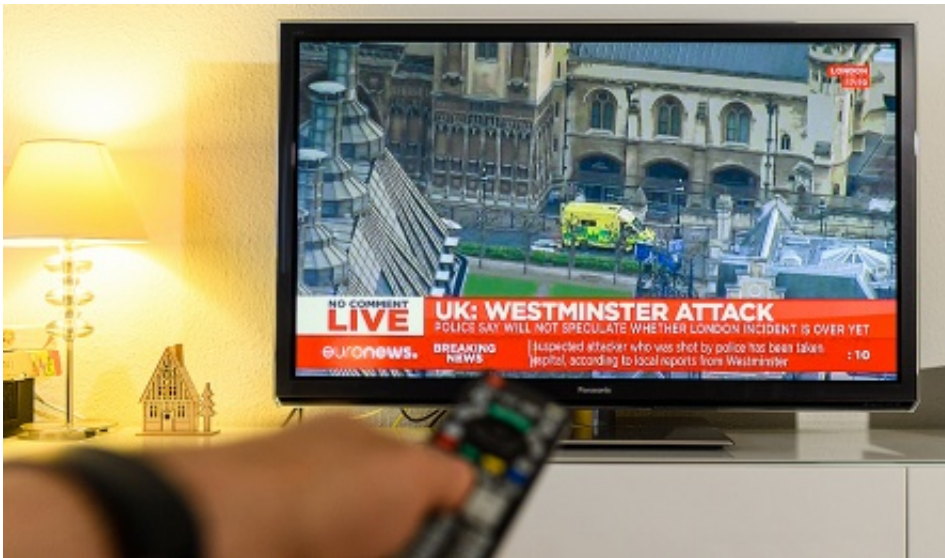 LONDON
17:10
NO COMMENT
LIVE
UK: WESTMINSTER ATTACK
POLICE SAY WILL NOT SPECULATE WHETHER LONDON INCIDENT IS OVER YET
euronews.
BREAKING
NEWS
suspected attacker who was shot by police has been taken
hospital, according to local reports from Westminster
:10
Panasonic